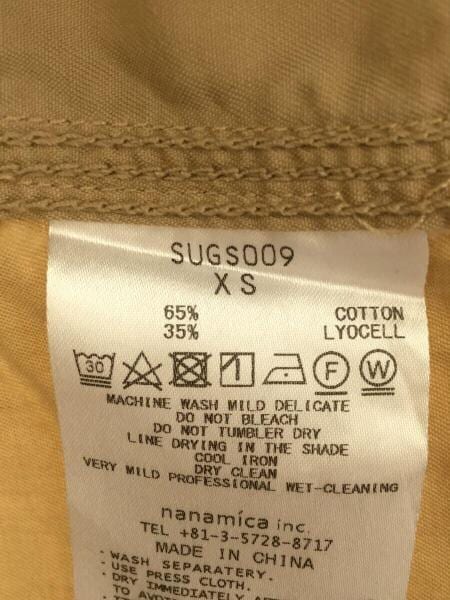 SUGS009
XS
65% COTTON
35% LYOCELL
30 F W
MACHINE WASH MILD DELICATE
DO NOT BLEACH
DO NOT TUMBLER DRY
LINE DRYING IN THE SHADE
COOL IRON
DRY CLEAN
VERY MILD PROFESSIONAL WET-CLEANING
nanamica inc.
TEL +81-3-5728-8717
MADE IN CHINA
・WASH SEPARATERY.
・USE PRESS CLOTH.
・DRY IMMEDIATELY
TO AVOID